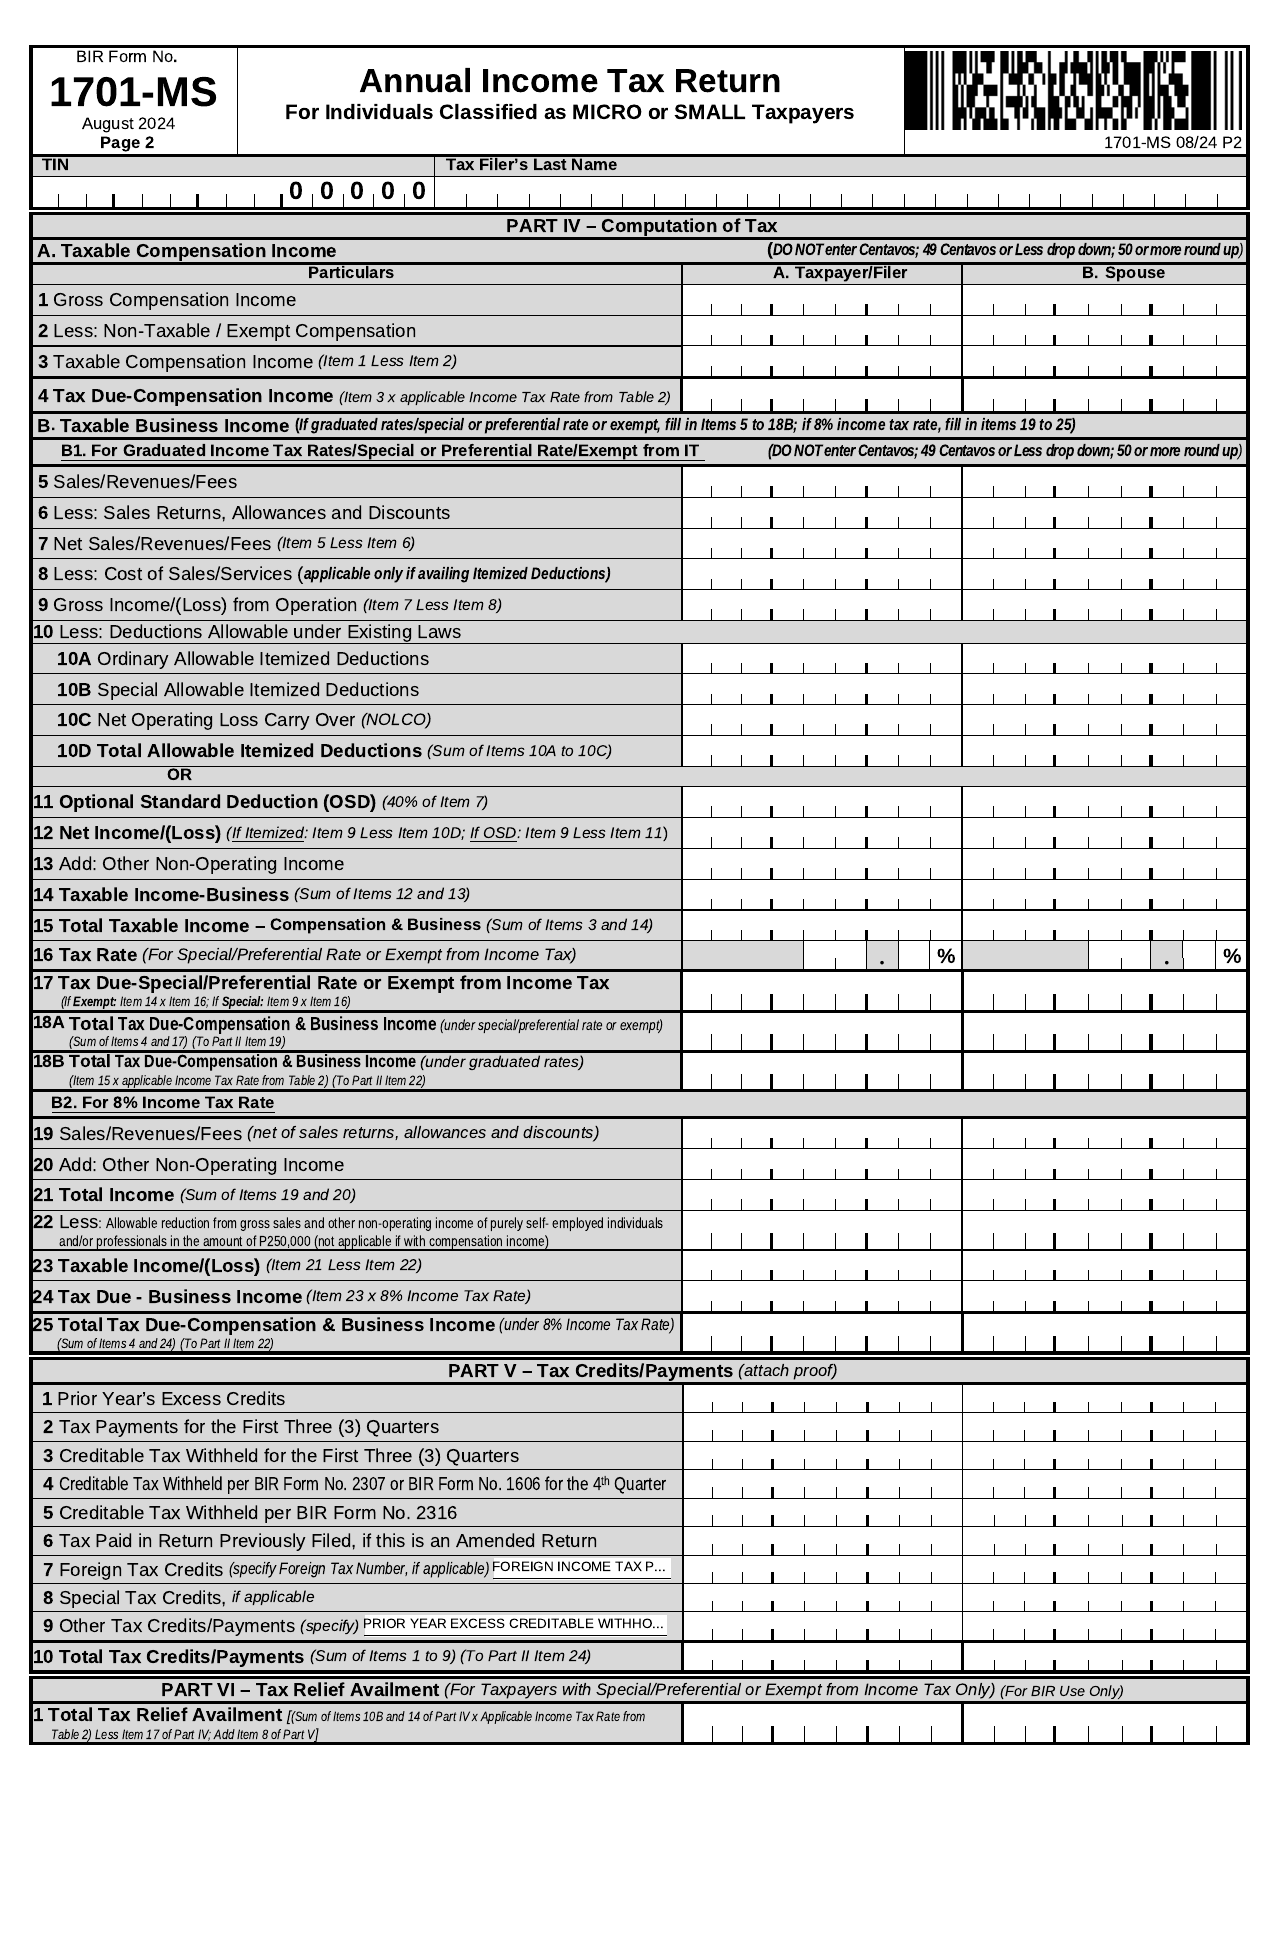 BIR Form No.
1701-MS
August 2024
Page 2
Annual Income Tax Return
For Individuals Classified as MICRO or SMALL Taxpayers
1701-MS 08/24 P2
TIN
Tax Filer’s Last Name
0 0 0 0 0
PART IV – Computation of Tax
A. Taxable Compensation Income (DO NOT enter Centavos; 49 Centavos or Less drop down; 50 or more round up)
Particulars A. Taxpayer/Filer B. Spouse
1 Gross Compensation Income
2 Less: Non-Taxable / Exempt Compensation
3 Taxable Compensation Income (Item 1 Less Item 2)
4 Tax Due-Compensation Income (Item 3 x applicable Income Tax Rate from Table 2)
B. Taxable Business Income (If graduated rates/special or preferential rate or exempt, fill in Items 5 to 18B; if 8% income tax rate, fill in items 19 to 25)
B1. For Graduated Income Tax Rates/Special or Preferential Rate/Exempt from IT (DO NOT enter Centavos; 49 Centavos or Less drop down; 50 or more round up)
5 Sales/Revenues/Fees
6 Less: Sales Returns, Allowances and Discounts
7 Net Sales/Revenues/Fees (Item 5 Less Item 6)
8 Less: Cost of Sales/Services (applicable only if availing Itemized Deductions)
9 Gross Income/(Loss) from Operation (Item 7 Less Item 8)
10 Less: Deductions Allowable under Existing Laws
10A Ordinary Allowable Itemized Deductions
10B Special Allowable Itemized Deductions
10C Net Operating Loss Carry Over (NOLCO)
10D Total Allowable Itemized Deductions (Sum of Items 10A to 10C)
OR
11 Optional Standard Deduction (OSD) (40% of Item 7)
12 Net Income/(Loss) (If Itemized: Item 9 Less Item 10D; If OSD: Item 9 Less Item 11)
13 Add: Other Non-Operating Income
14 Taxable Income-Business (Sum of Items 12 and 13)
15 Total Taxable Income – Compensation & Business (Sum of Items 3 and 14)
16 Tax Rate (For Special/Preferential Rate or Exempt from Income Tax) . % . %
17 Tax Due-Special/Preferential Rate or Exempt from Income Tax
(If Exempt: Item 14 x Item 16; If Special: Item 9 x Item 16)
18A Total Tax Due-Compensation & Business Income (under special/preferential rate or exempt)
(Sum of Items 4 and 17) (To Part II Item 19)
18B Total Tax Due-Compensation & Business Income (under graduated rates)
(Item 15 x applicable Income Tax Rate from Table 2) (To Part II Item 22)
B2. For 8% Income Tax Rate
19 Sales/Revenues/Fees (net of sales returns, allowances and discounts)
20 Add: Other Non-Operating Income
21 Total Income (Sum of Items 19 and 20)
22 Less: Allowable reduction from gross sales and other non-operating income of purely self- employed individuals
and/or professionals in the amount of P250,000 (not applicable if with compensation income)
23 Taxable Income/(Loss) (Item 21 Less Item 22)
24 Tax Due - Business Income (Item 23 x 8% Income Tax Rate)
25 Total Tax Due-Compensation & Business Income (under 8% Income Tax Rate)
(Sum of Items 4 and 24) (To Part II Item 22)
PART V – Tax Credits/Payments (attach proof)
1 Prior Year’s Excess Credits
2 Tax Payments for the First Three (3) Quarters
3 Creditable Tax Withheld for the First Three (3) Quarters
4 Creditable Tax Withheld per BIR Form No. 2307 or BIR Form No. 1606 for the 4th Quarter
5 Creditable Tax Withheld per BIR Form No. 2316
6 Tax Paid in Return Previously Filed, if this is an Amended Return
7 Foreign Tax Credits (specify Foreign Tax Number, if applicable) FOREIGN INCOME TAX P...
8 Special Tax Credits, if applicable
9 Other Tax Credits/Payments (specify) PRIOR YEAR EXCESS CREDITABLE WITHHO...
10 Total Tax Credits/Payments (Sum of Items 1 to 9) (To Part II Item 24)
PART VI – Tax Relief Availment (For Taxpayers with Special/Preferential or Exempt from Income Tax Only) (For BIR Use Only)
1 Total Tax Relief Availment [(Sum of Items 10B and 14 of Part IV x Applicable Income Tax Rate from
Table 2) Less Item 17 of Part IV; Add Item 8 of Part V]